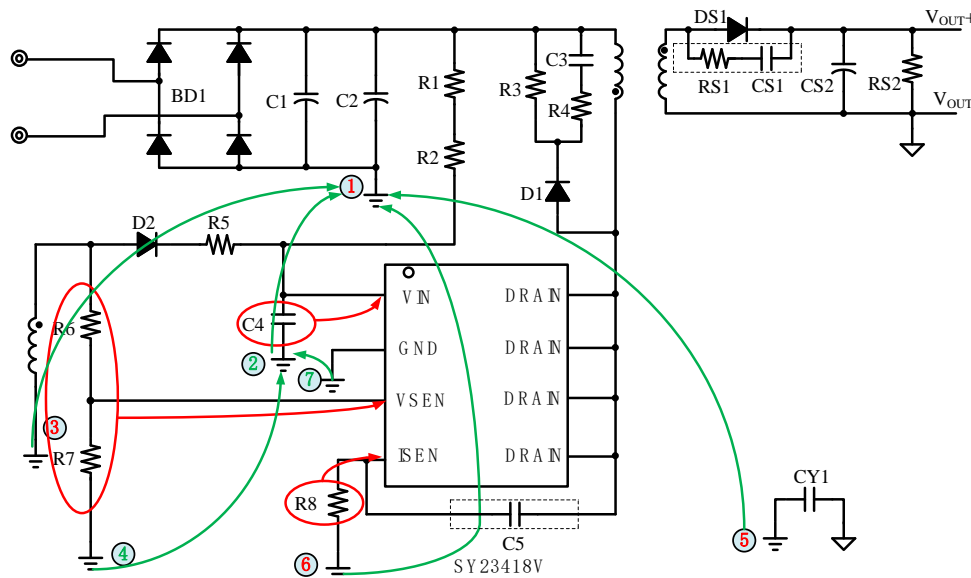 DS1
VOUT+
BD1
C1
C2
R1
R3
C3
R4
RS1
CS1
CS2
RS2
VOUT
R2
D1
1
D2
R5
R6
C4
VIN
DRAIN
2
7
GND
DRAIN
VSEN
DRAIN
3
R7
ISEN
DRAIN
R8
CY1
4
6
C5
5
SY23418V